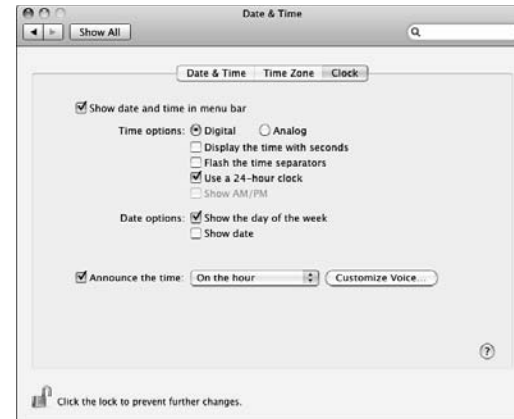 Date & Time
Show All
Date & Time Time Zone Clock
Show date and time in menu bar
Time options: Digital Analog
Display the time with seconds
Flash the time separators
Use a 24-hour clock
Show AM/PM
Date options: Show the day of the week
Show date
Announce the time: On the hour Customize Voice...
?
Click the lock to prevent further changes.